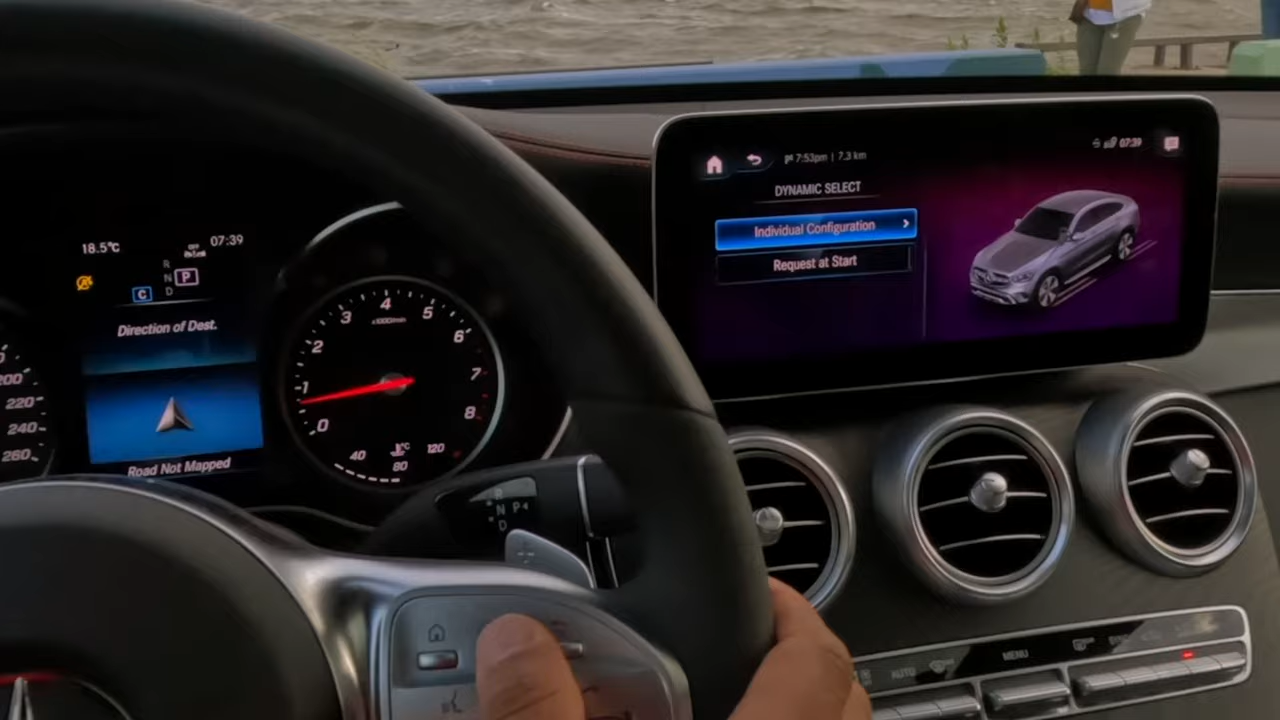 18.5°C
07:39
R
N
D
P
C
Direction of Dest.
Road Not Mapped
200
220
240
260
0
1
2
3
4
5
6
7
8
x1000/min
40
°C
80
120
7:53pm | 7.3 km
07:39
DYNAMIC SELECT
Individual Configuration
Request at Start
R
N P
D
AUTO
MENU